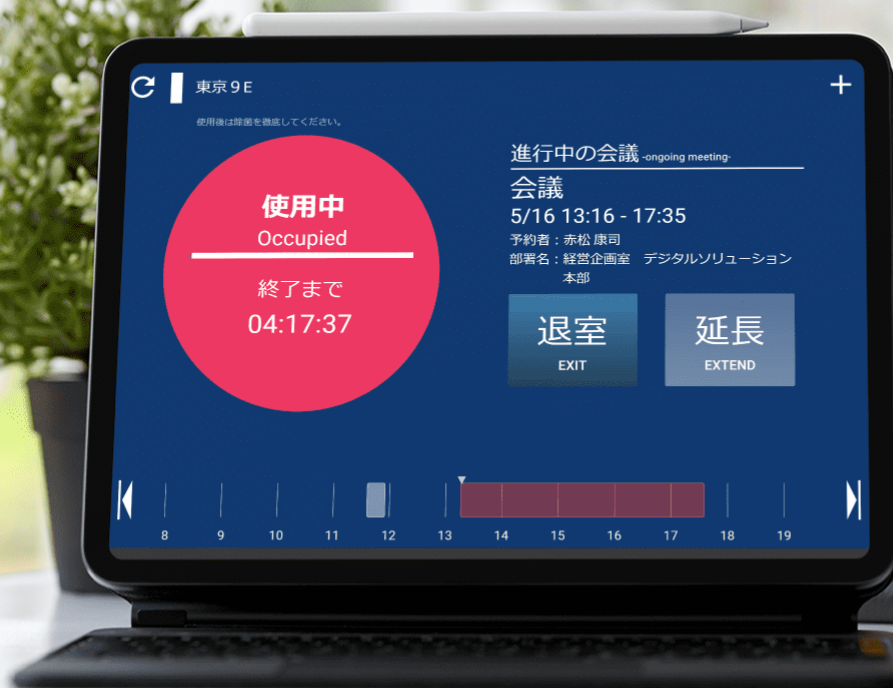 東京９E
使用後は除菌を徹底してください。
使用中
Occupied
終了まで
04:17:37
進行中の会議 -ongoing meeting-
会議
5/16 13:16 - 17:35
予約者：赤松 康司
部署名：経営企画室　デジタルソリューション
本部
退室
EXIT
延長
EXTEND
8 9 10 11 12 13 14 15 16 17 18 19